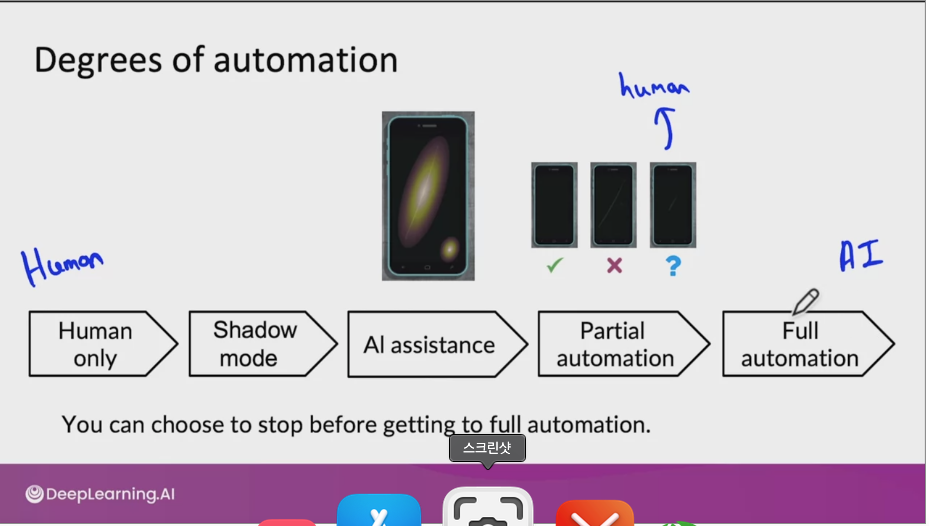 Degrees of automation
human
Human
AI
Human
only
Shadow
mode
AI assistance
Partial
automation
Full
automation
You can choose to stop before getting to full automation.
스크린샷
DeepLearning.AI